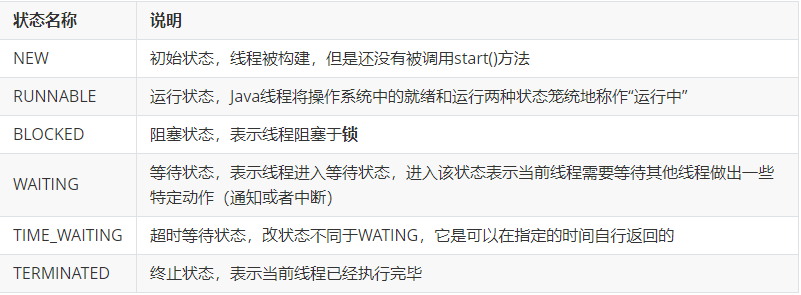 状态名称 说明
NEW 初始状态，线程被构建，但是还没有被调用start()方法
RUNNABLE 运行状态，Java线程将操作系统中的就绪和运行两种状态笼统地称作“运行中”
BLOCKED 阻塞状态，表示线程阻塞于锁
WAITING 等待状态，表示线程进入等待状态，进入该状态表示当前线程需要等待其他线程做出一些
特定动作（通知或者中断）
TIME_WAITING 超时等待状态，改状态不同于WATING，它是可以在指定的时间自行返回的
TERMINATED 终止状态，表示当前线程已经执行完毕